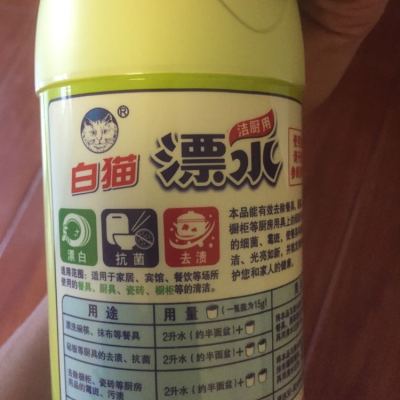 ®
白猫
漂水
洁厨用
漂白
抗菌
去渍
本品能有效去除餐具、
橱柜等厨房用具上的
的细菌、霉斑、
洁、光亮如新，
护您和家人的健康。
适用范围：适用于家居、宾馆、餐饮等场所
使用的餐具、厨具、瓷砖、橱柜等的清洁。
用途
用量（一瓶盖为15g）
漂洗碗筷、抹布等餐具
2升水（约半面盆）+
砧板等厨具的去渍、抗菌
2升水（约半面盆）+
去除橱柜、瓷砖等厨房
用品的霉斑、污渍
2升水（约半面盆）+